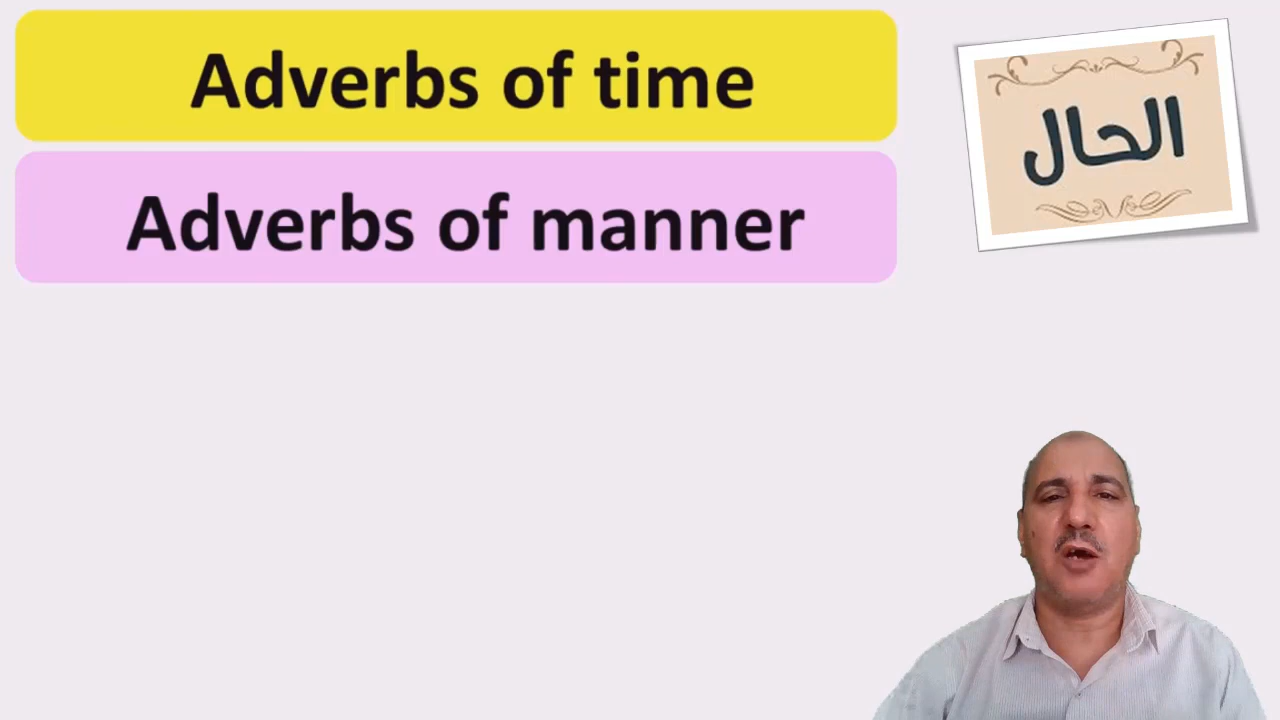 Adverbs of time
Adverbs of manner
الحال